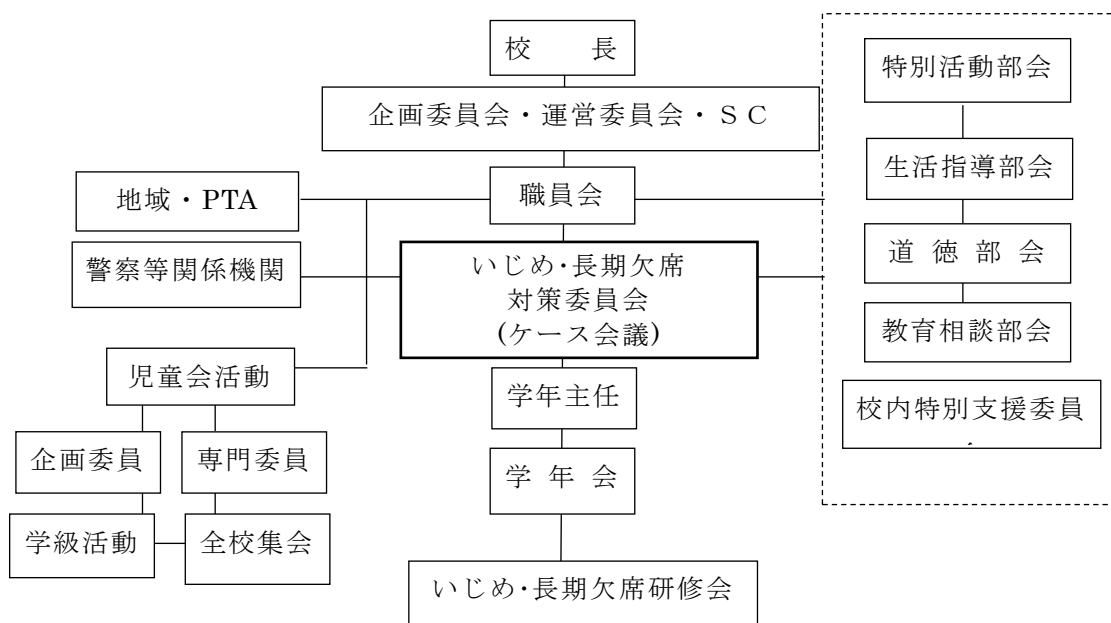 校　　長
企画委員会・運営委員会・ＳＣ
職員会
地域・PTA
警察等関係機関
いじめ・長期欠席
対策委員会
(ケース会議)
児童会活動
企画委員
専門委員
学級活動
全校集会
学年主任
学 年 会
いじめ・長期欠席研修会
特別活動部会
生活指導部会
道 徳 部 会
教育相談部会
校内特別支援委員